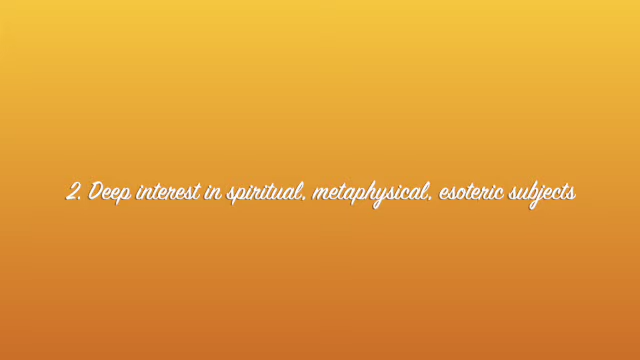 2. Deep interest in spiritual, metaphysical, esoteric subjects